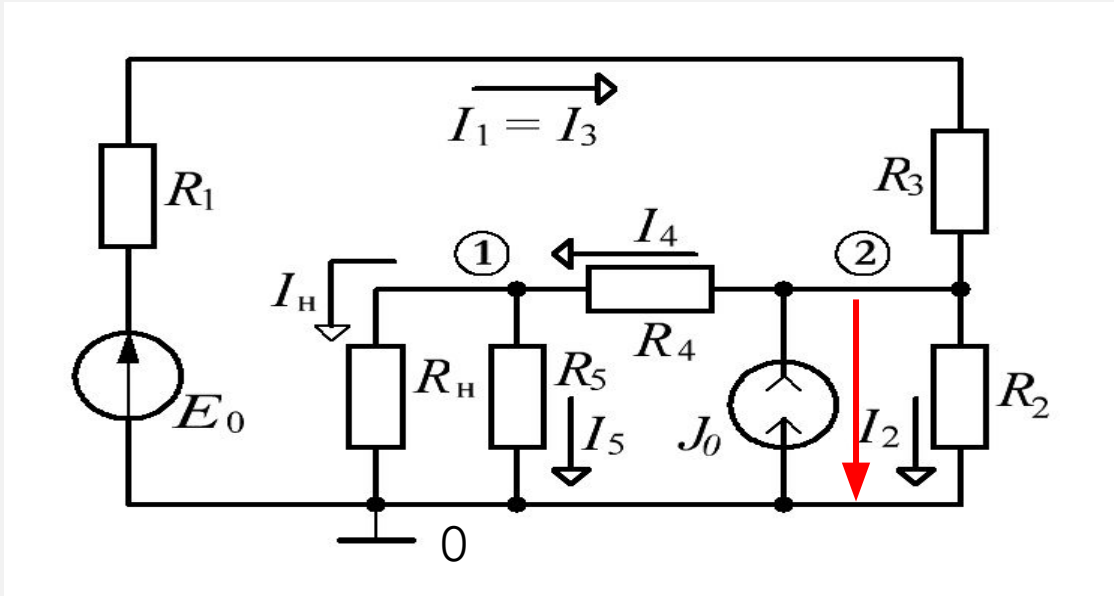 I₁ = I₃
R₁
R₃
I₄
1
2
Iн
R₄
Rн
R₅
R₂
E₀
I₅
J₀
I₂
0